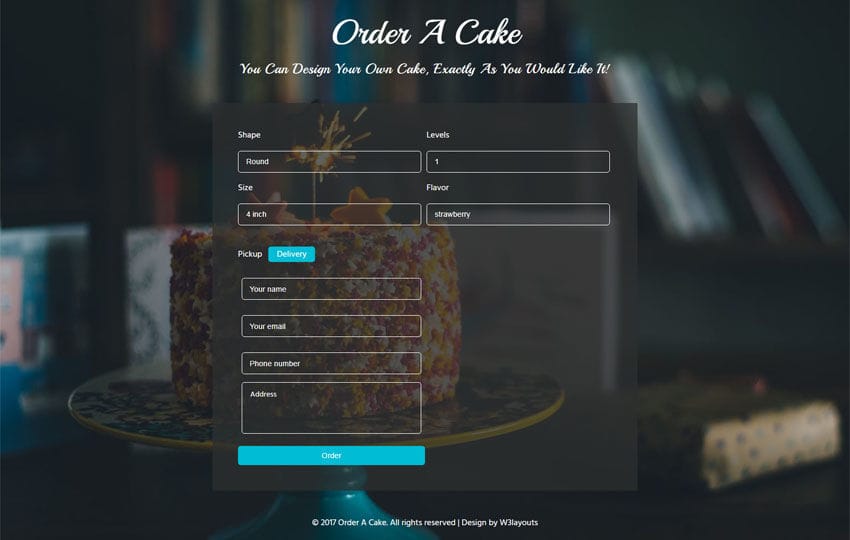 Order A Cake
You Can Design Your Own Cake, Exactly As You Would Like It!
Shape Levels
Round 1
Size Flavor
4 inch strawberry
Pickup Delivery
Your name
Your email
Phone number
Address
Order
© 2017 Order A Cake. All rights reserved | Design by W3layouts